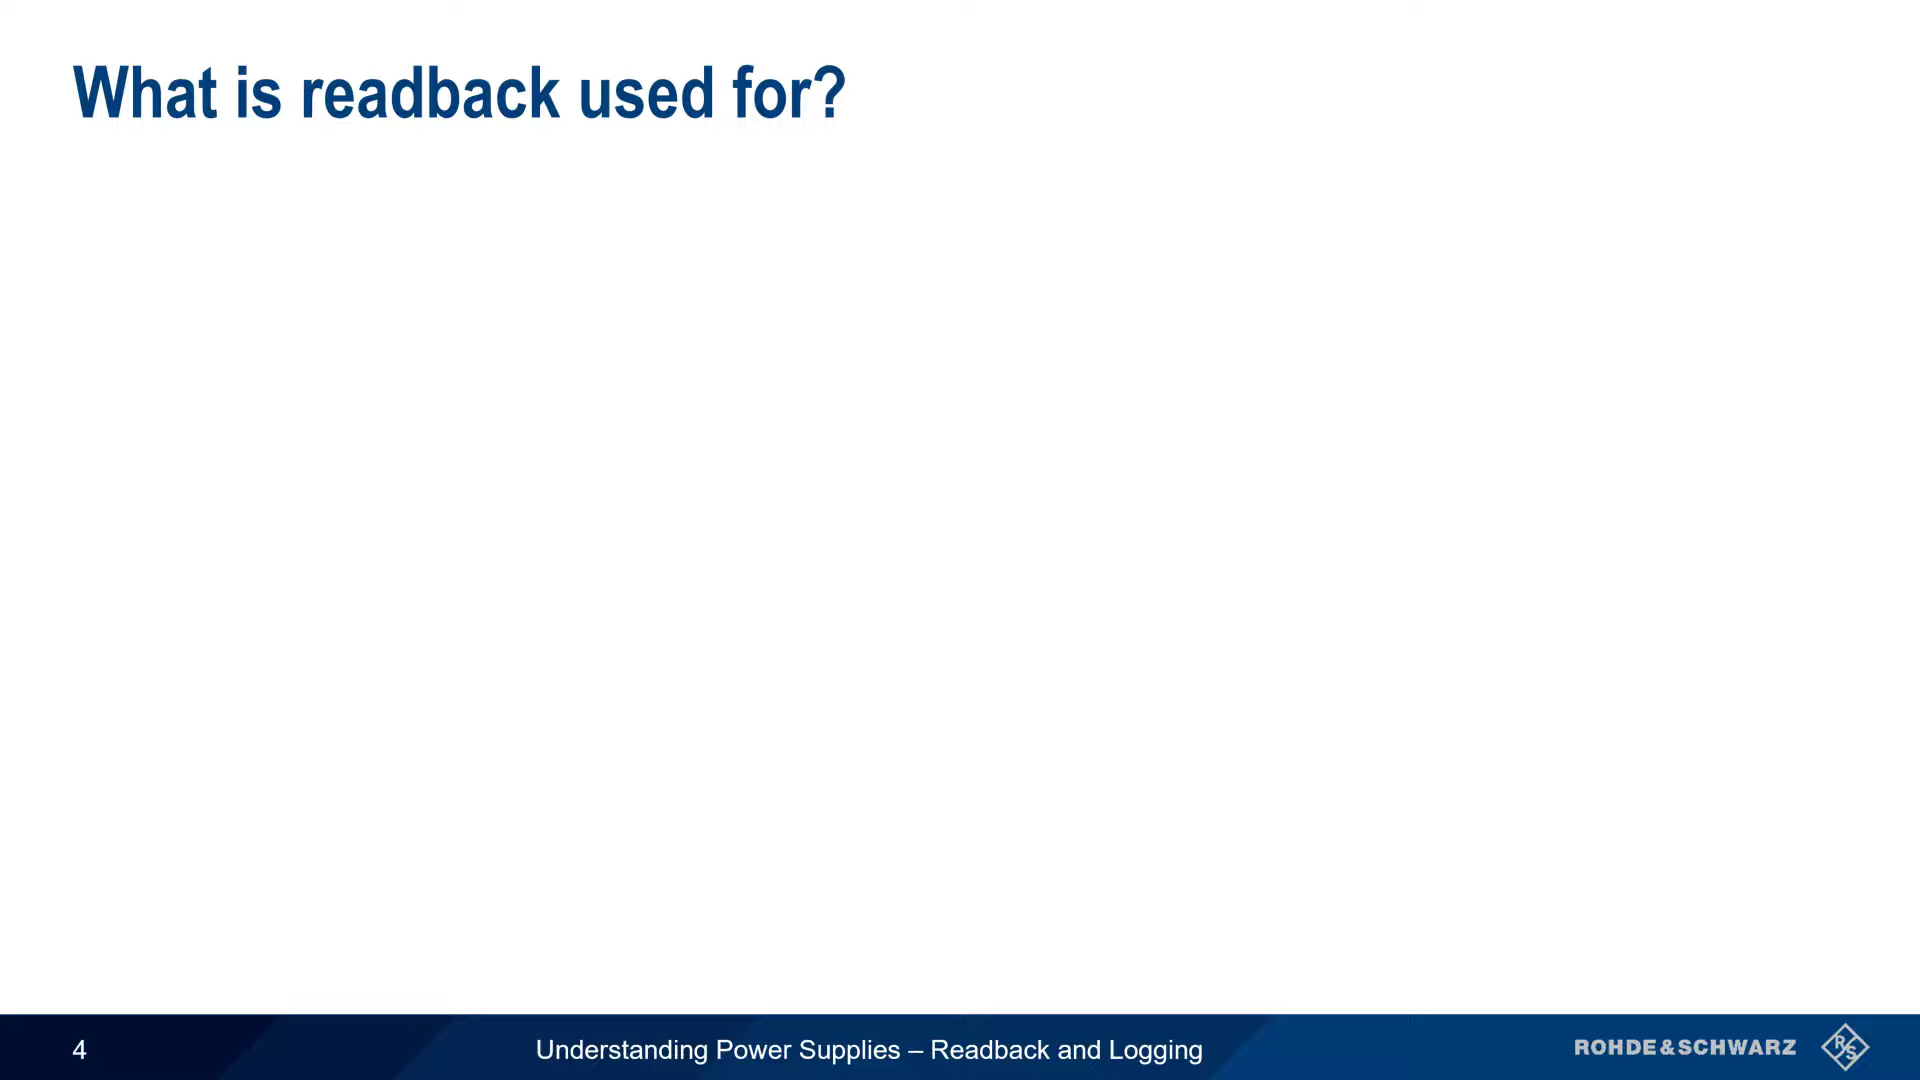 What is readback used for?
4
Understanding Power Supplies – Readback and Logging
ROHDE&SCHWARZ
R&S